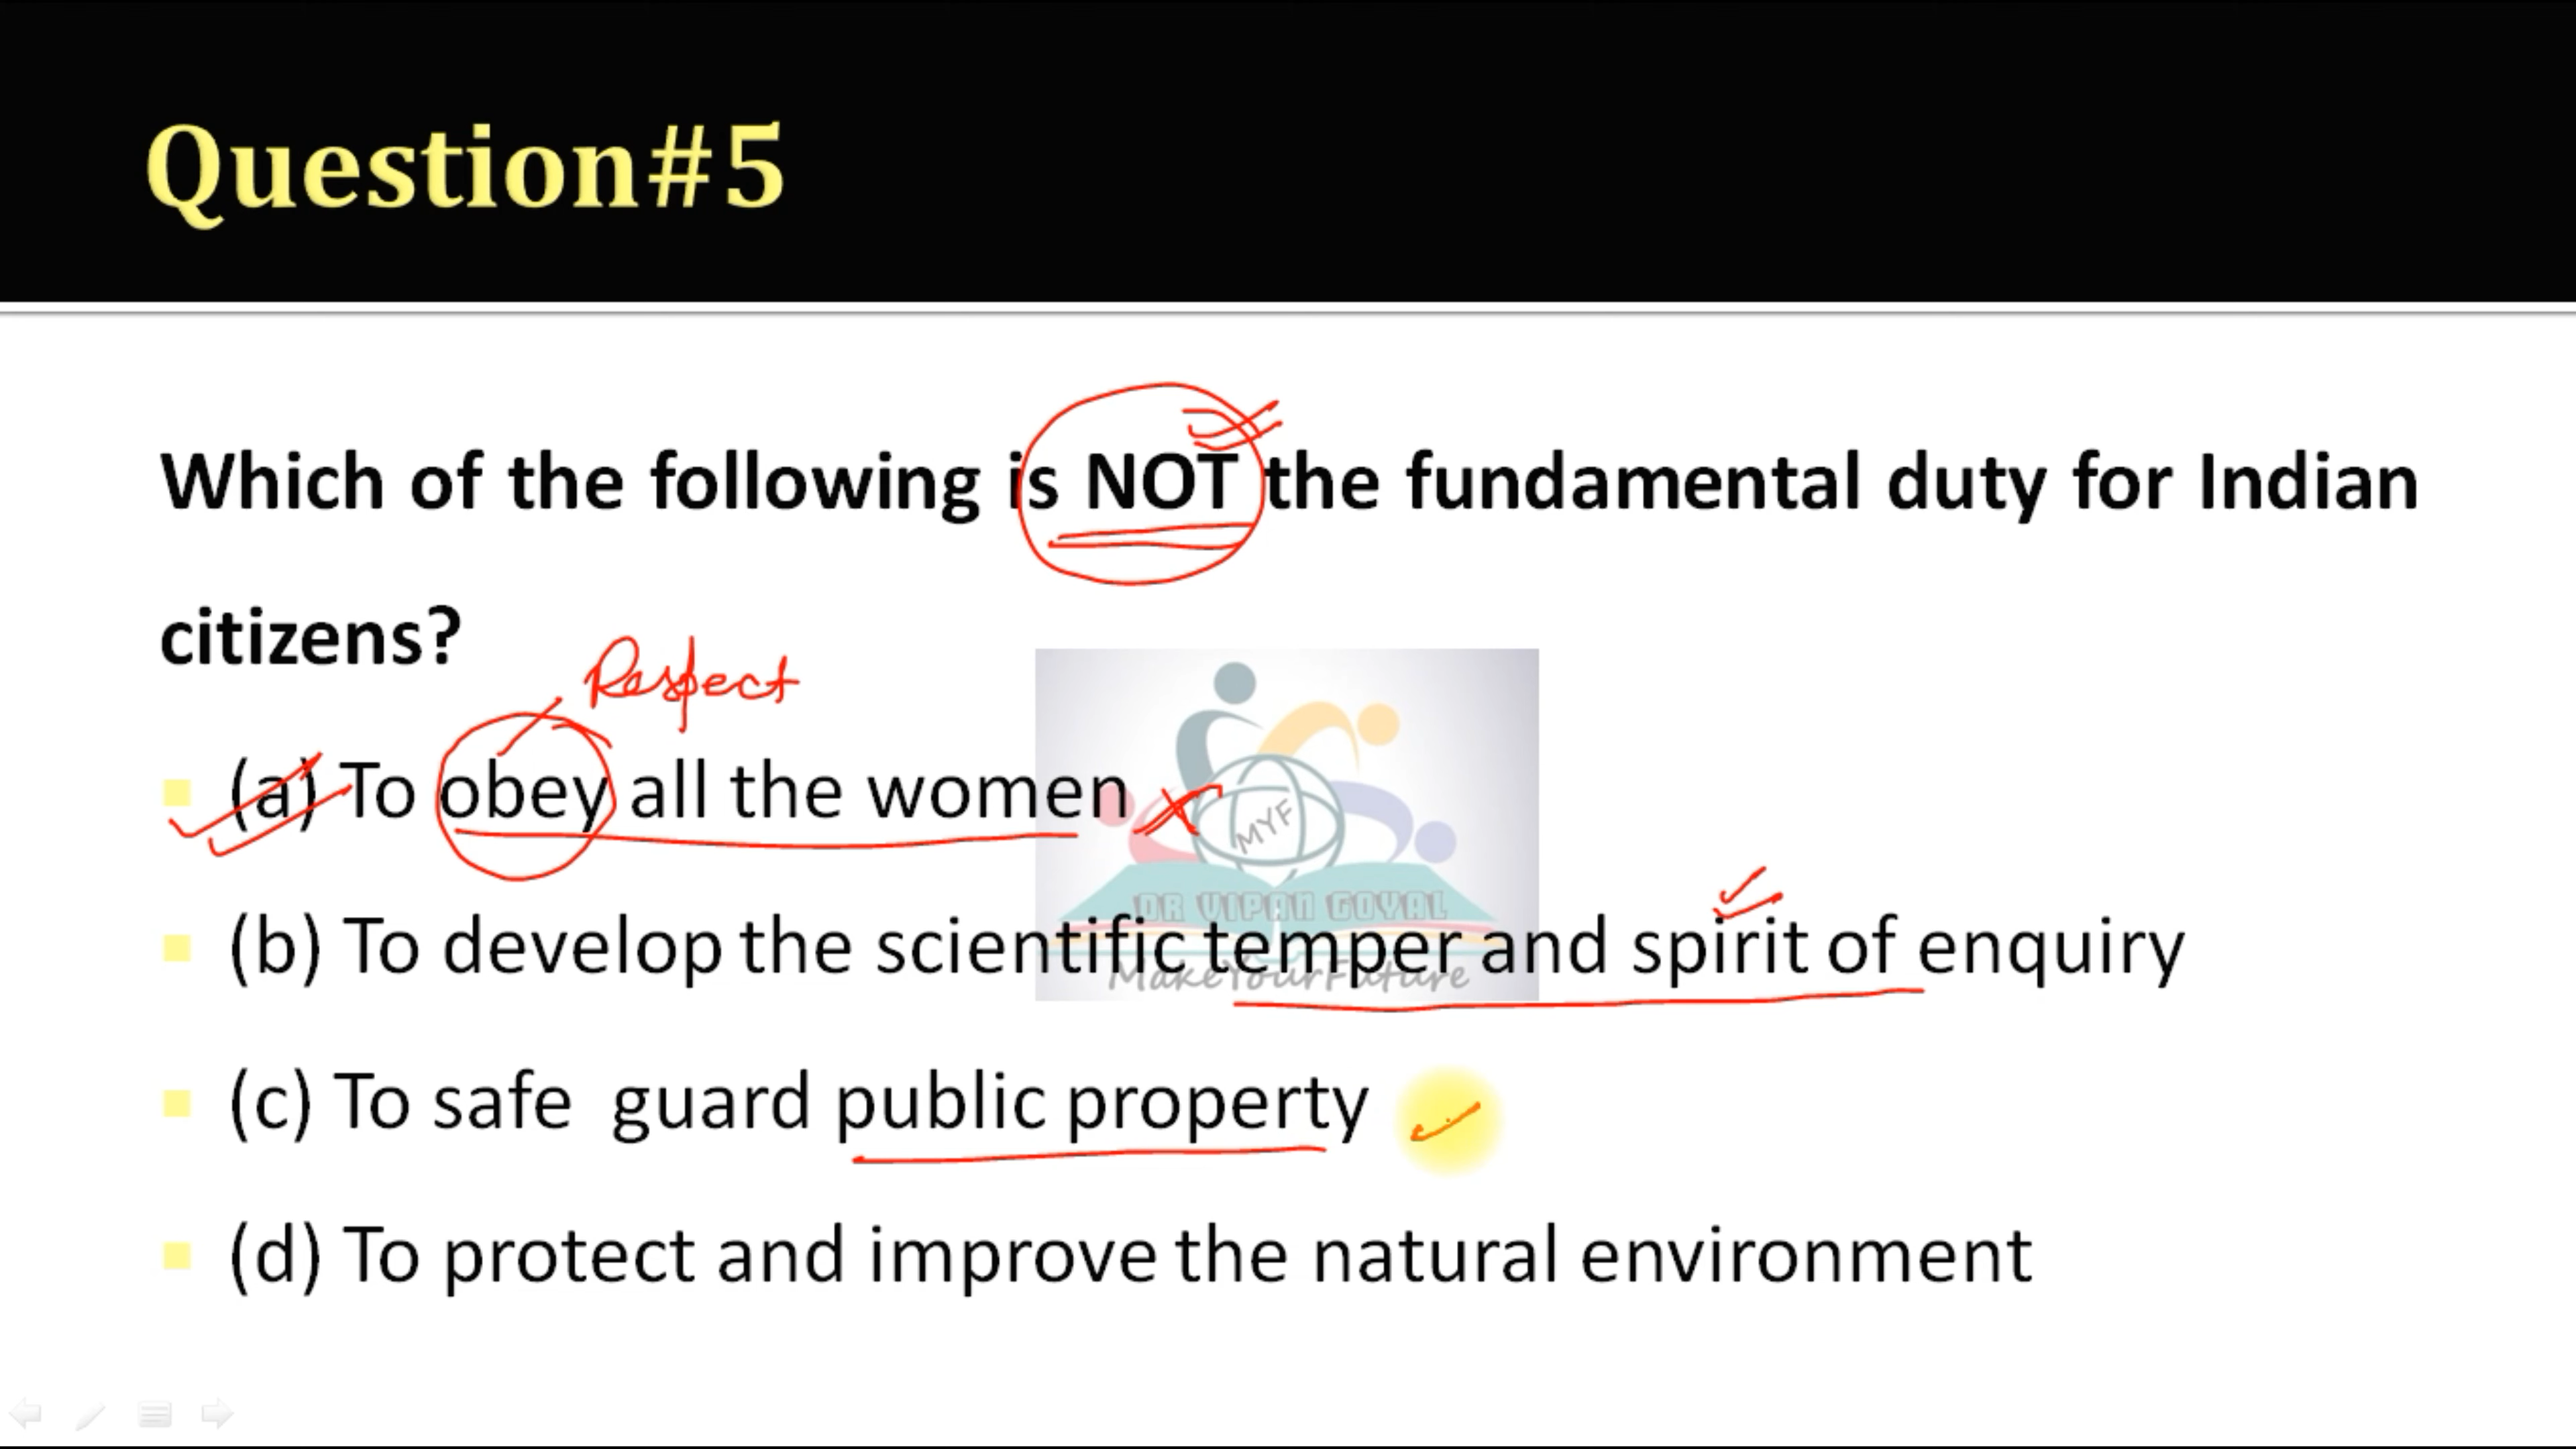 Question#5
Which of the following is NOT the fundamental duty for Indian
citizens?
Respect
(a) To obey all the women
MYF
(b) To develop the scientific temper and spirit of enquiry
DR VIPAN GOYAL
MakeYourFuture
(c) To safe guard public property
(d) To protect and improve the natural environment